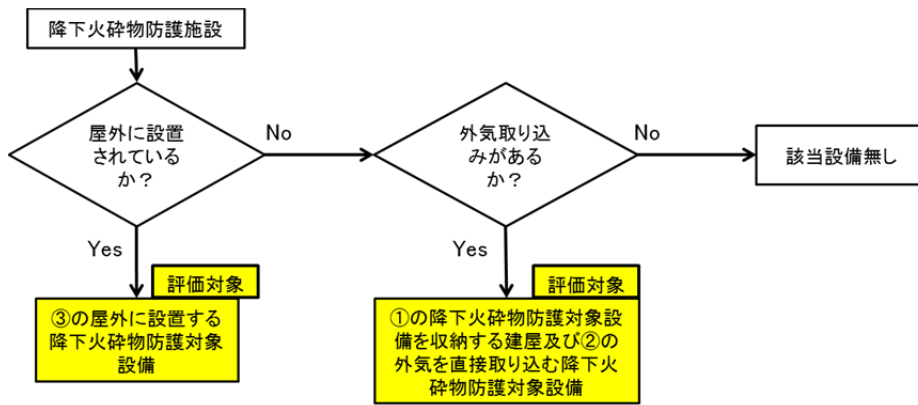 降下火砕物防護施設
屋外に設置
されている
か？
No
外気取り込
みがある
か？
No
該当設備無し
Yes
評価対象
③の屋外に設置する
降下火砕物防護対象
設備
Yes
評価対象
①の降下火砕物防護対象設
備を収納する建屋及び②の
外気を直接取り込む降下火
砕物防護対象設備